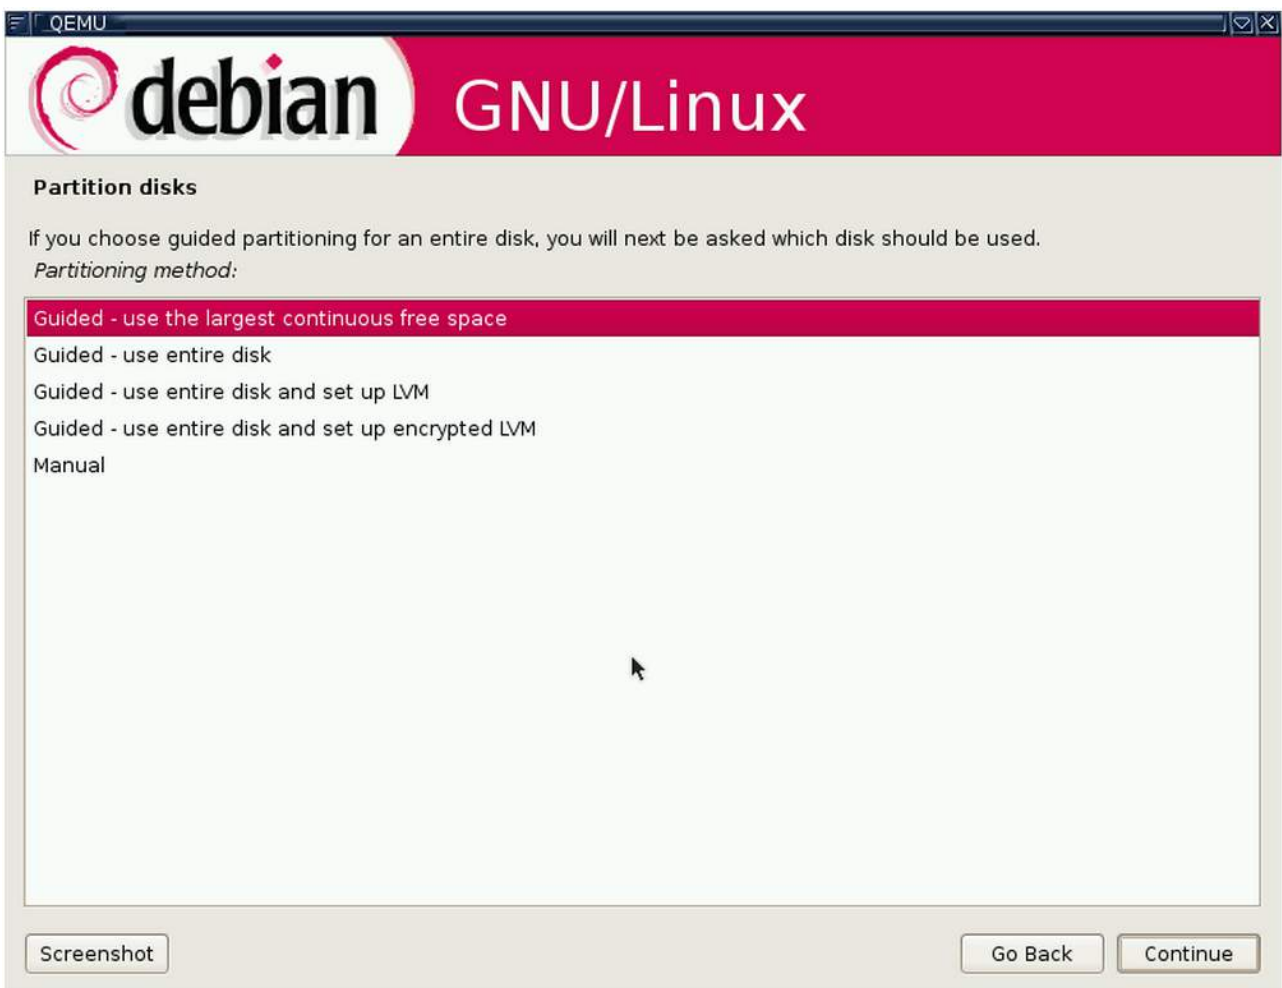 QEMU
debian GNU/Linux
Partition disks
If you choose guided partitioning for an entire disk, you will next be asked which disk should be used.
Partitioning method:
Guided - use the largest continuous free space
Guided - use entire disk
Guided - use entire disk and set up LVM
Guided - use entire disk and set up encrypted LVM
Manual
Screenshot Go Back Continue